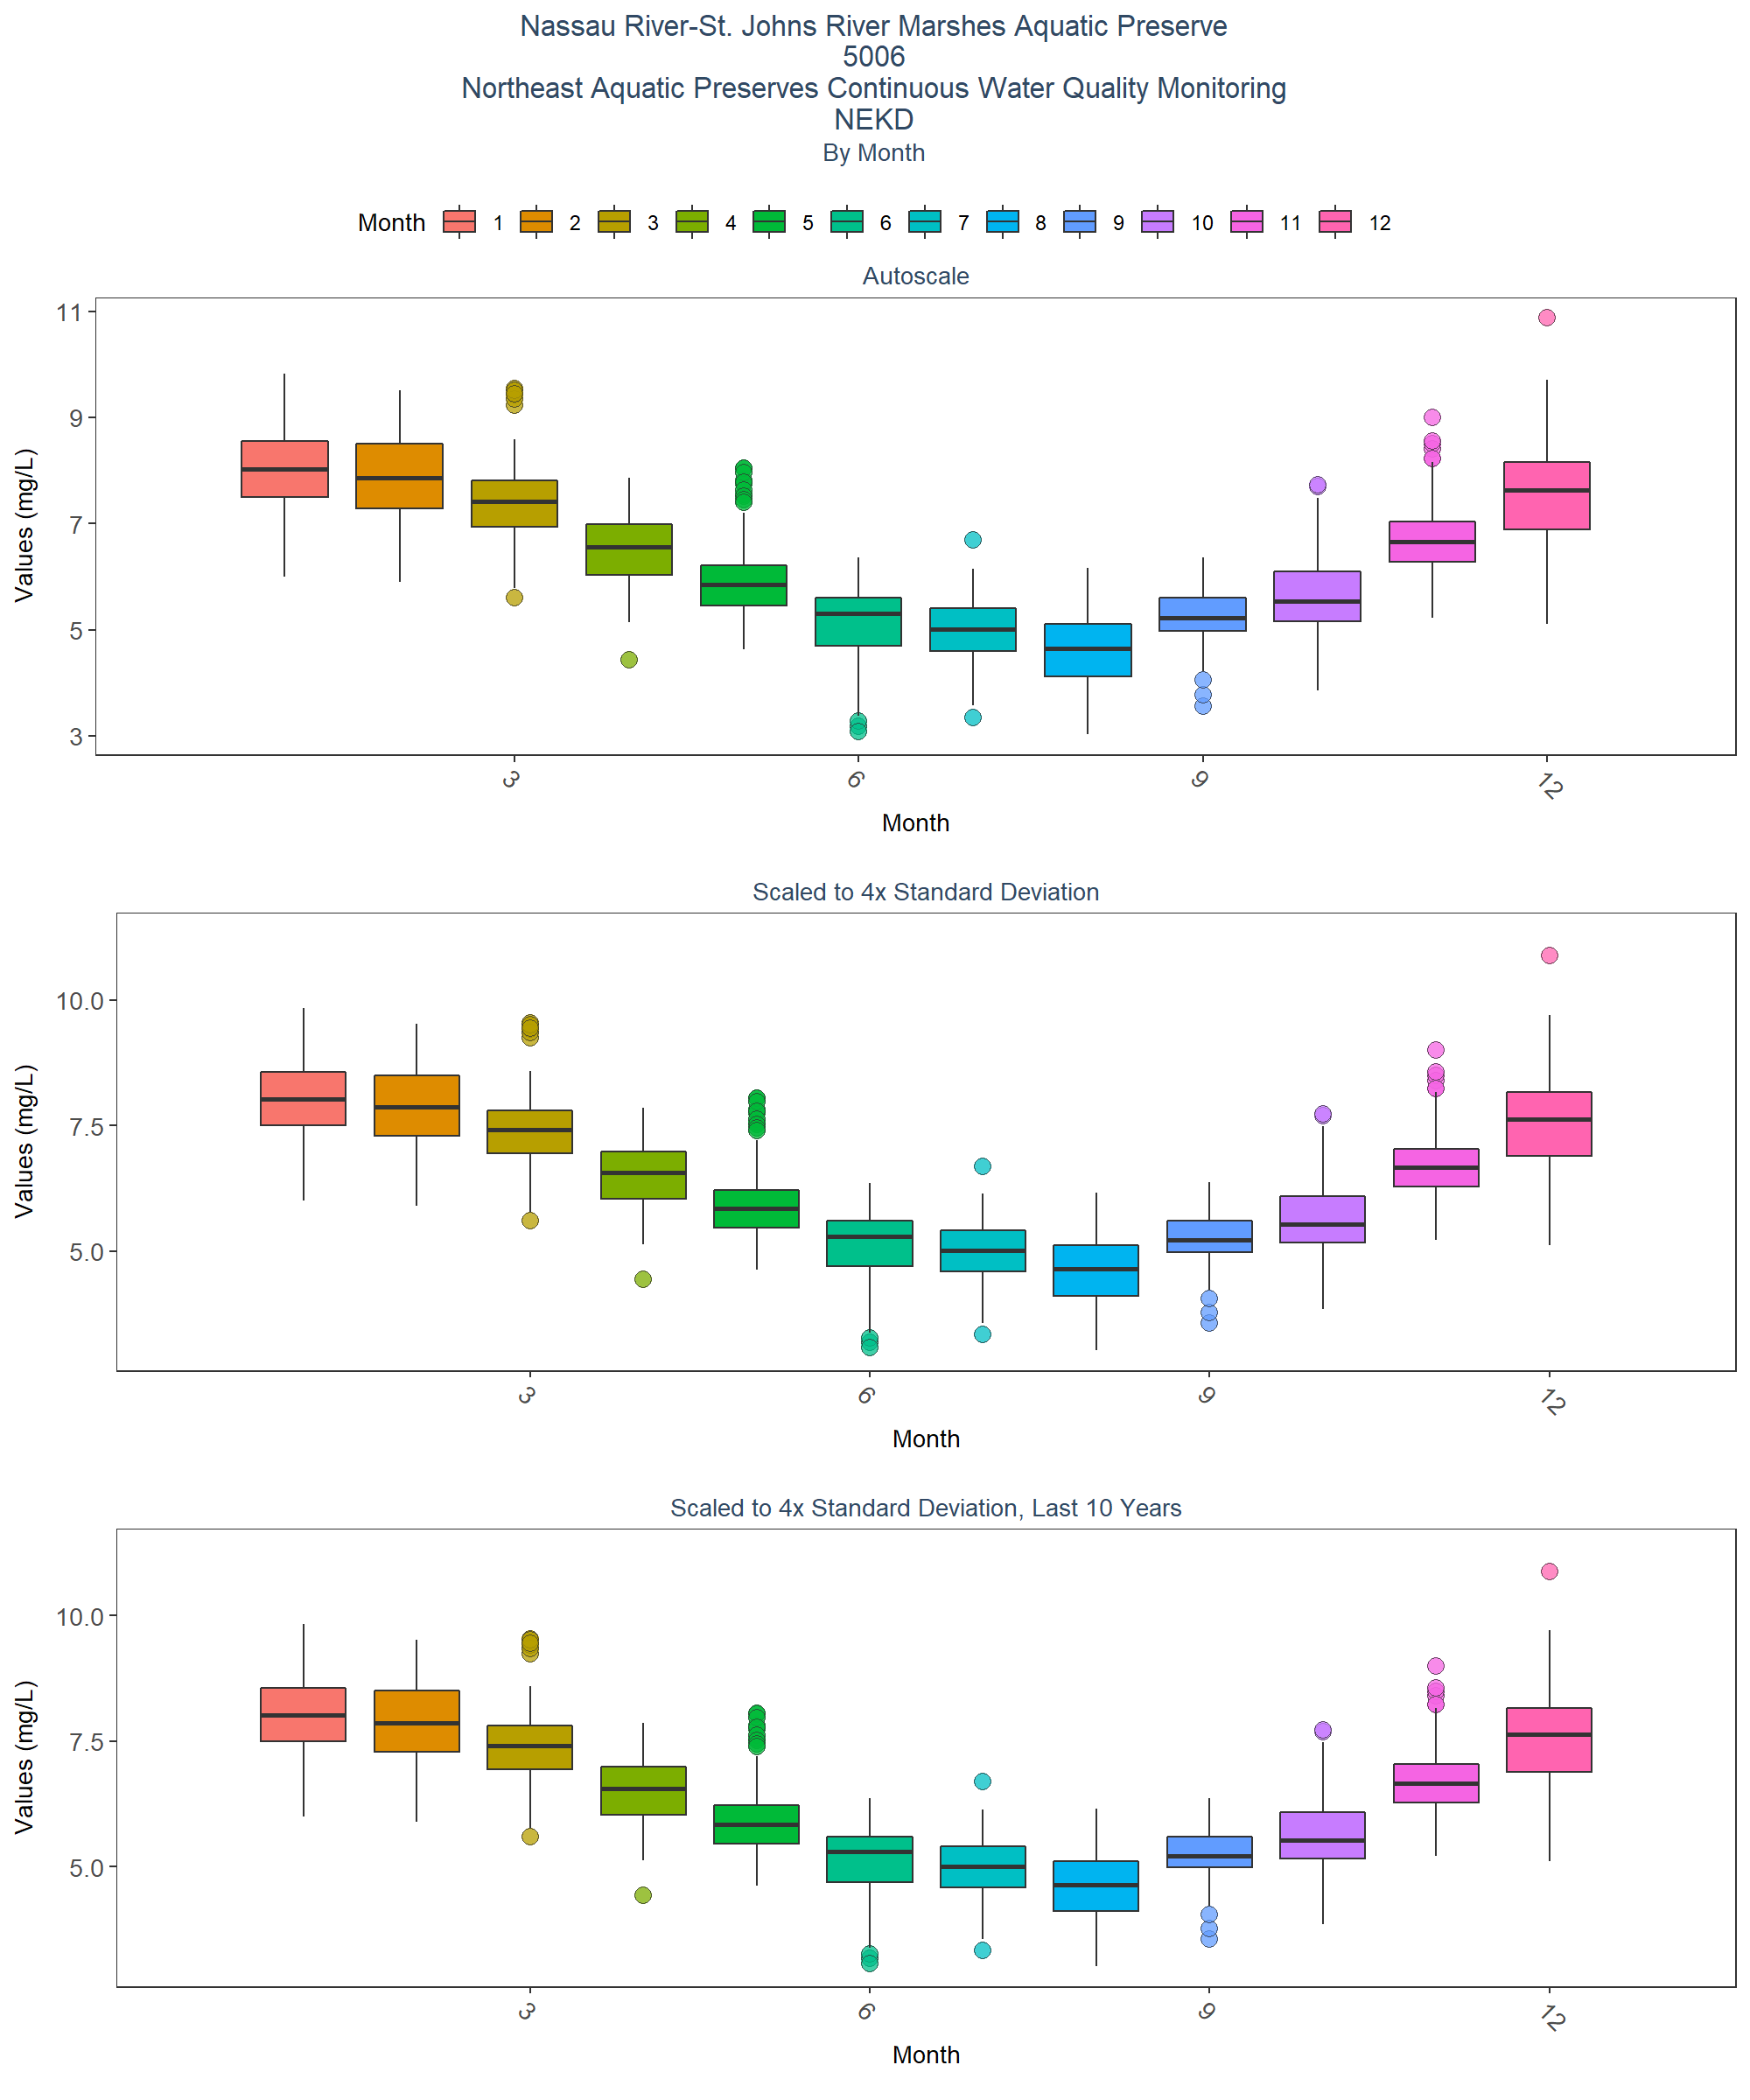 Nassau River-St. Johns River Marshes Aquatic Preserve
5006
Northeast Aquatic Preserves Continuous Water Quality Monitoring
NEKD
By Month
Month 1 2 3 4 5 6 7 8 9 10 11 12
Autoscale
Values (mg/L)
11
9
7
5
3
3 6 9 12
Month
Scaled to 4x Standard Deviation
Values (mg/L)
10.0
7.5
5.0
3 6 9 12
Month
Scaled to 4x Standard Deviation, Last 10 Years
Values (mg/L)
10.0
7.5
5.0
3 6 9 12
Month